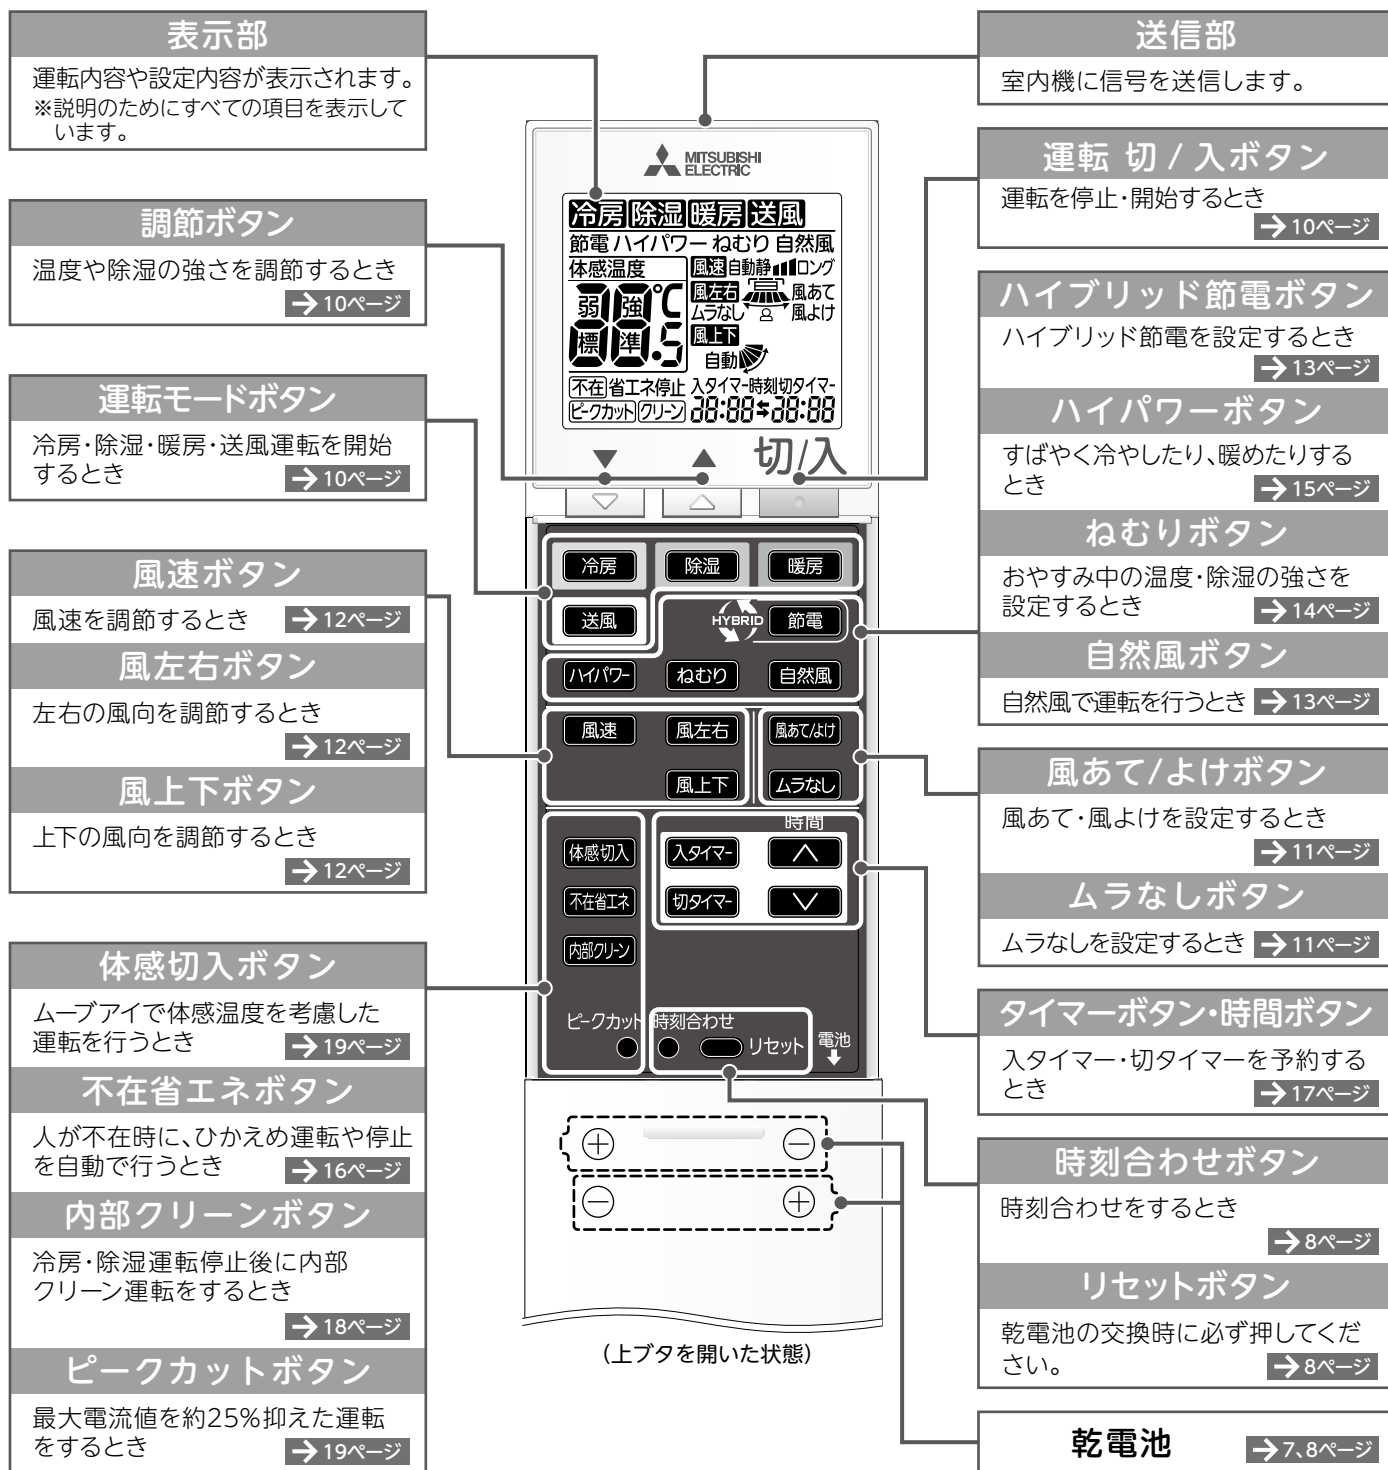 表示部
運転内容や設定内容が表示されます。
※説明のためにすべての項目を表示して
います。
調節ボタン
温度や除湿の強さを調節するとき
→10ページ
運転モードボタン
冷房・除湿・暖房・送風運転を開始
するとき →10ページ
風速ボタン
風速を調節するとき →12ページ
風左右ボタン
左右の風向を調節するとき
→12ページ
風上下ボタン
上下の風向を調節するとき
→12ページ
体感切入ボタン
ムーブアイで体感温度を考慮した
運転を行うとき →19ページ
不在省エネボタン
人が不在時に、ひかえめ運転や停止
を自動で行うとき →16ページ
内部クリーンボタン
冷房・除湿運転停止後に内部
クリーン運転をするとき
→18ページ
ピークカットボタン
最大電流値を約25%抑えた運転
をするとき →19ページ
MITSUBISHI
ELECTRIC
冷房 除湿 暖房 送風
節電 ハイパワー ねむり 自然風
体感温度 風速 自動静 ロング
弱 強 ℃ 風左右 風あて
ムラなし 風よけ
標 準 .5 風上下
自動
不在 省エネ停止 入タイマー時刻切タイマー
ピークカット クリーン 88:88⇆88:88
▼ ▲ 切/入
▽ △
冷房 除湿 暖房
送風 HYBRID 節電
ハイパワー ねむり 自然風
風速 風左右 風あて/よけ
風上下 ムラなし
時間
体感切入 入タイマー ∧
不在省エネ 切タイマー ∨
内部クリーン
ピークカット 時刻合わせ
リセット 電池
⊕ ⊖
⊖ ⊕
(上ブタを開いた状態)
送信部
室内機に信号を送信します。
運転 切 / 入ボタン
運転を停止・開始するとき
→10ページ
ハイブリッド節電ボタン
ハイブリッド節電を設定するとき
→13ページ
ハイパワーボタン
すばやく冷やしたり、暖めたりする
とき →15ページ
ねむりボタン
おやすみ中の温度・除湿の強さを
設定するとき →14ページ
自然風ボタン
自然風で運転を行うとき →13ページ
風あて/よけボタン
風あて・風よけを設定するとき
→11ページ
ムラなしボタン
ムラなしを設定するとき →11ページ
タイマーボタン・時間ボタン
入タイマー・切タイマーを予約する
とき →17ページ
時刻合わせボタン
時刻合わせをするとき
→8ページ
リセットボタン
乾電池の交換時に必ず押してくだ
さい。 →8ページ
乾電池 →7、8ページ